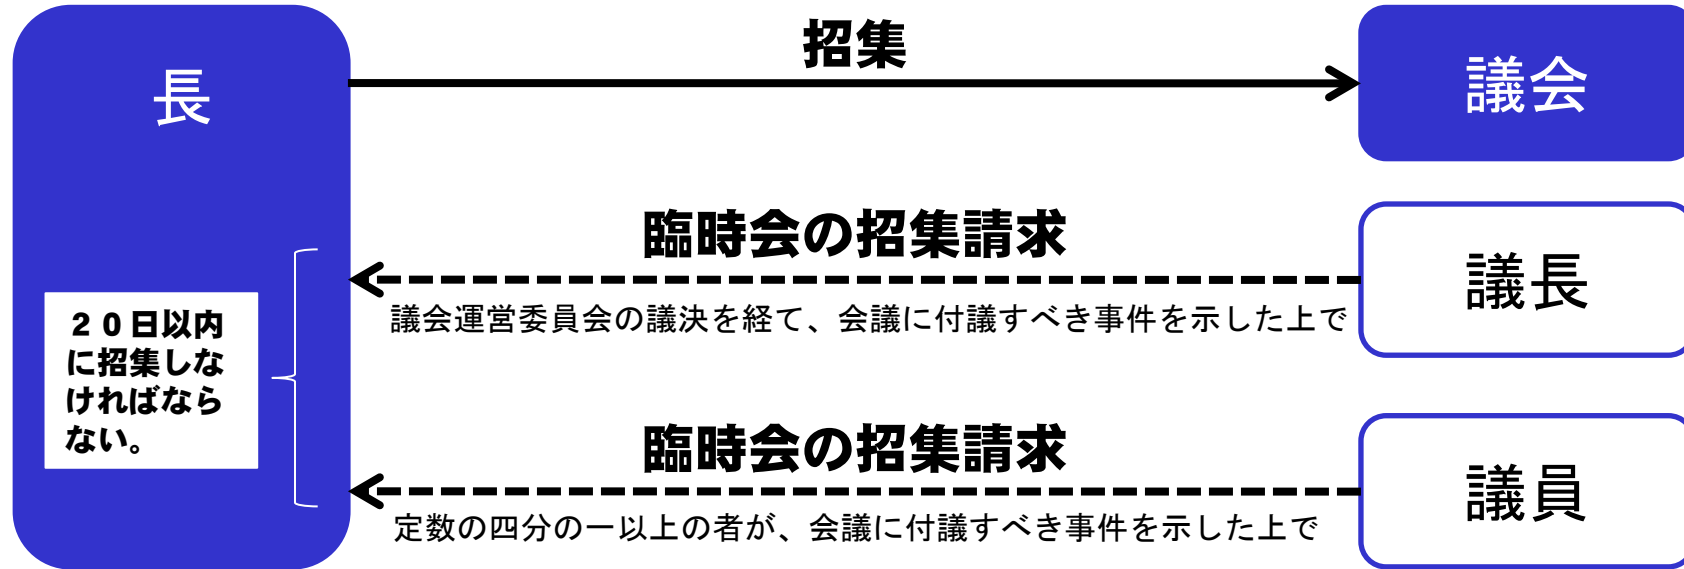 長
招集
議会
臨時会の招集請求
議会運営委員会の議決を経て、会議に付議すべき事件を示した上で
議長
２０日以内
に招集しな
ければなら
ない。
臨時会の招集請求
定数の四分の一以上の者が、会議に付議すべき事件を示した上で
議員